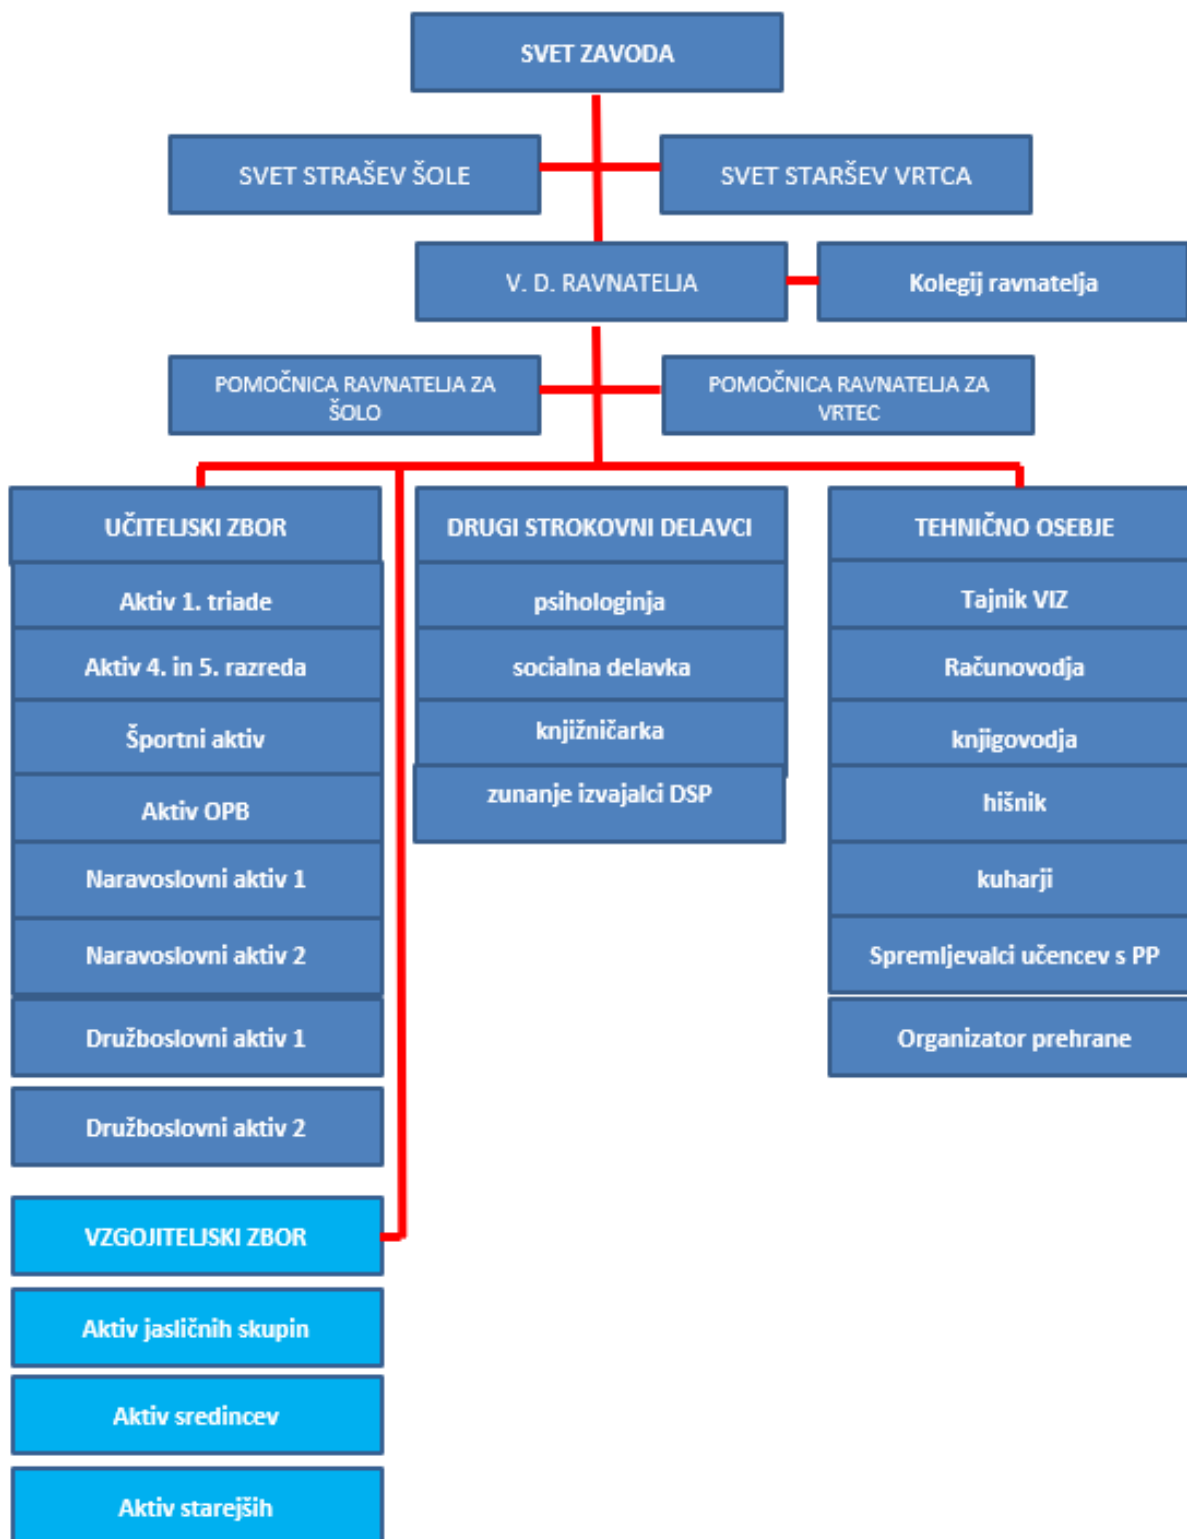 SVET ZAVODA
SVET STRAŠEV ŠOLE
SVET STARŠEV VRTCA
V. D. RAVNATELJA
Kolegij ravnatelja
POMOČNICA RAVNATELJA ZA
ŠOLO
POMOČNICA RAVNATELJA ZA
VRTEC
UČITELJSKI ZBOR
Aktiv 1. triade
Aktiv 4. in 5. razreda
Športni aktiv
Aktiv OPB
Naravoslovni aktiv 1
Naravoslovni aktiv 2
Družboslovni aktiv 1
Družboslovni aktiv 2
VZGOJITELJSKI ZBOR
Aktiv jasličnih skupin
Aktiv sredincev
Aktiv starejših
DRUGI STROKOVNI DELAVCI
psihologinja
socialna delavka
knjižničarka
zunanje izvajalci DSP
TEHNIČNO OSEBJE
Tajnik VIZ
Računovodja
knjigovodja
hišnik
kuharji
Spremljevalci učencev s PP
Organizator prehrane